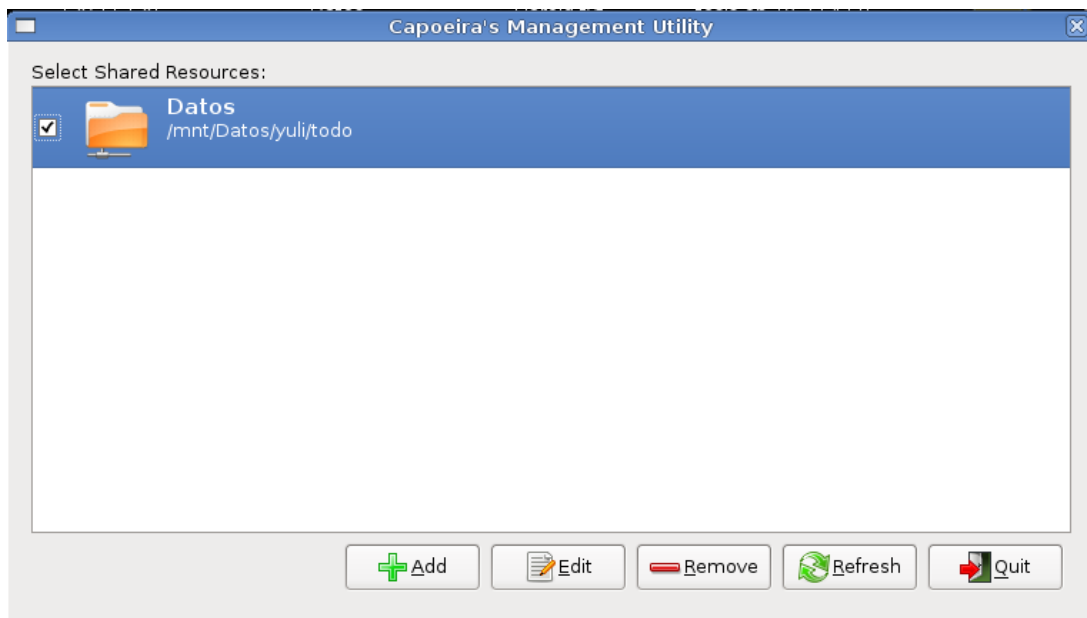 Capoeira's Management Utility
Select Shared Resources:
Datos
/mnt/Datos/yuli/todo
Add
Edit
Remove
Refresh
Quit